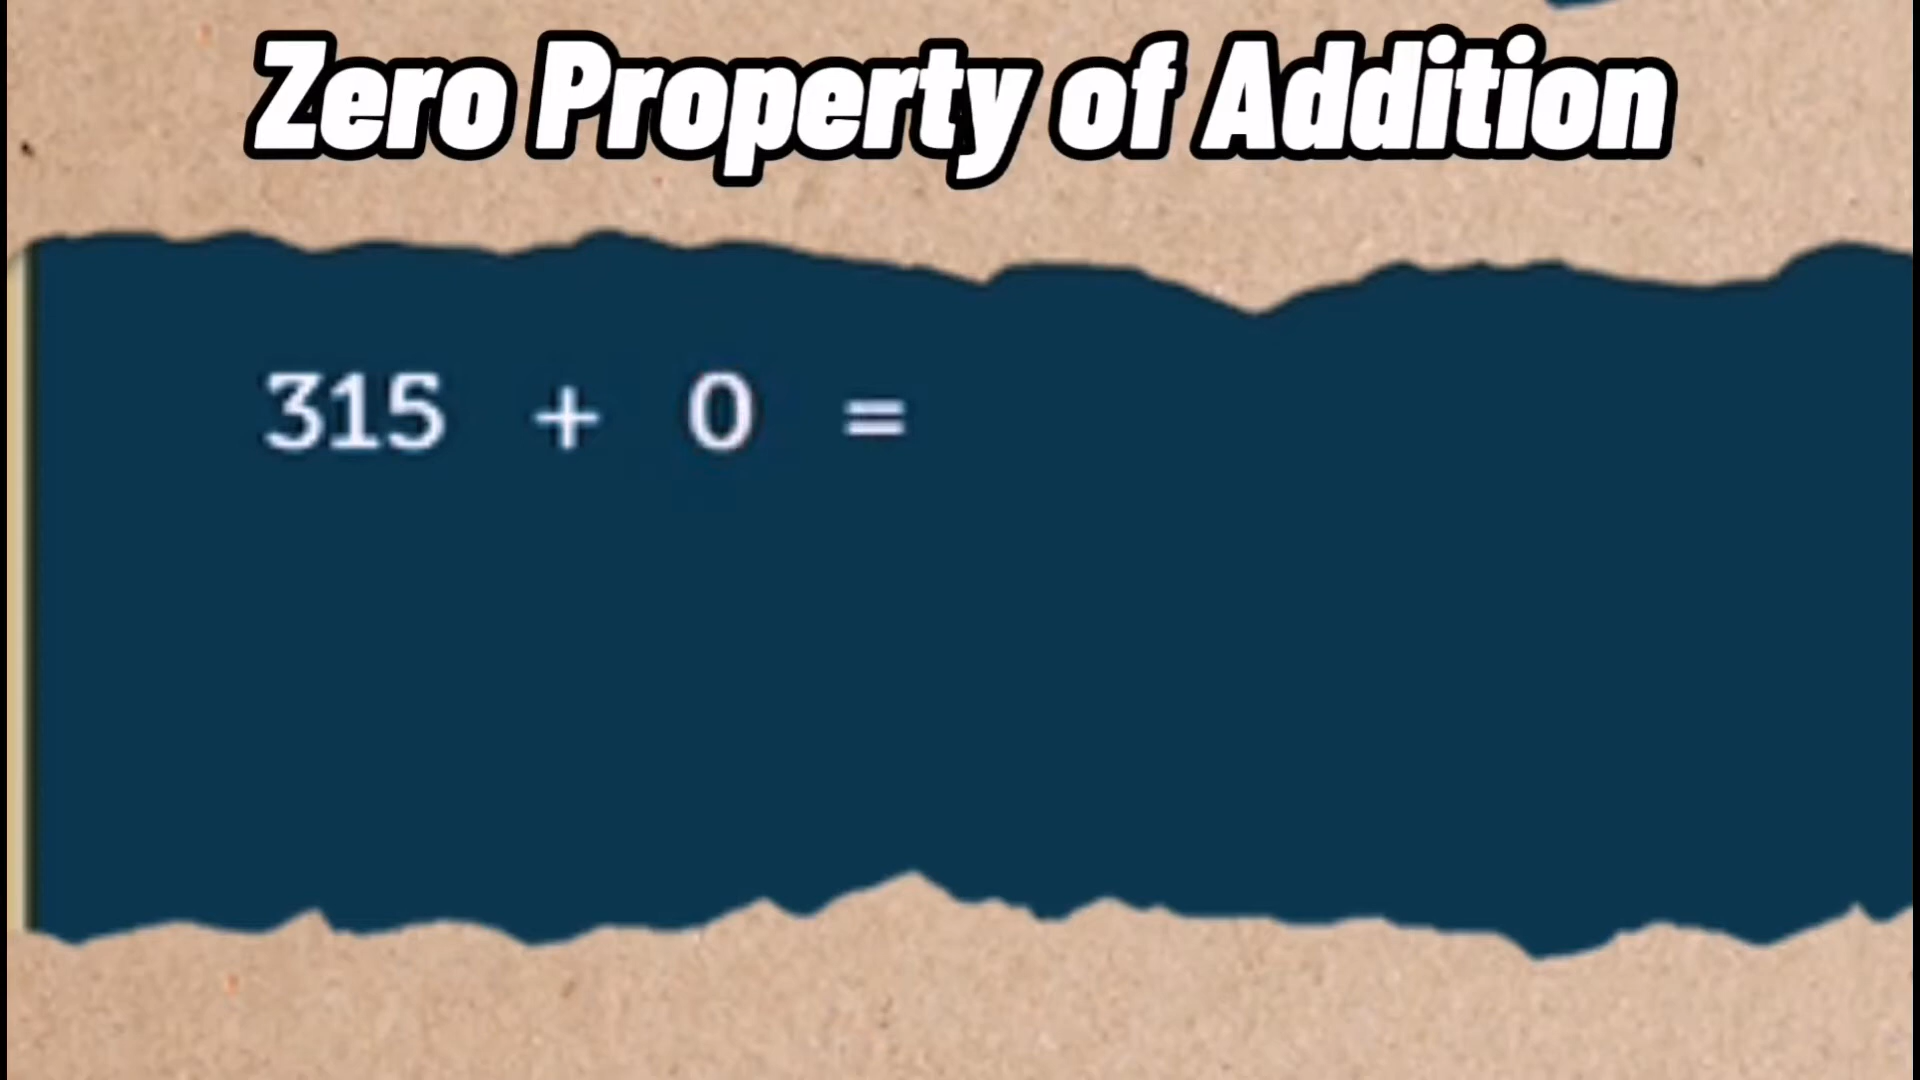 Zero Property of Addition
315 + 0 =